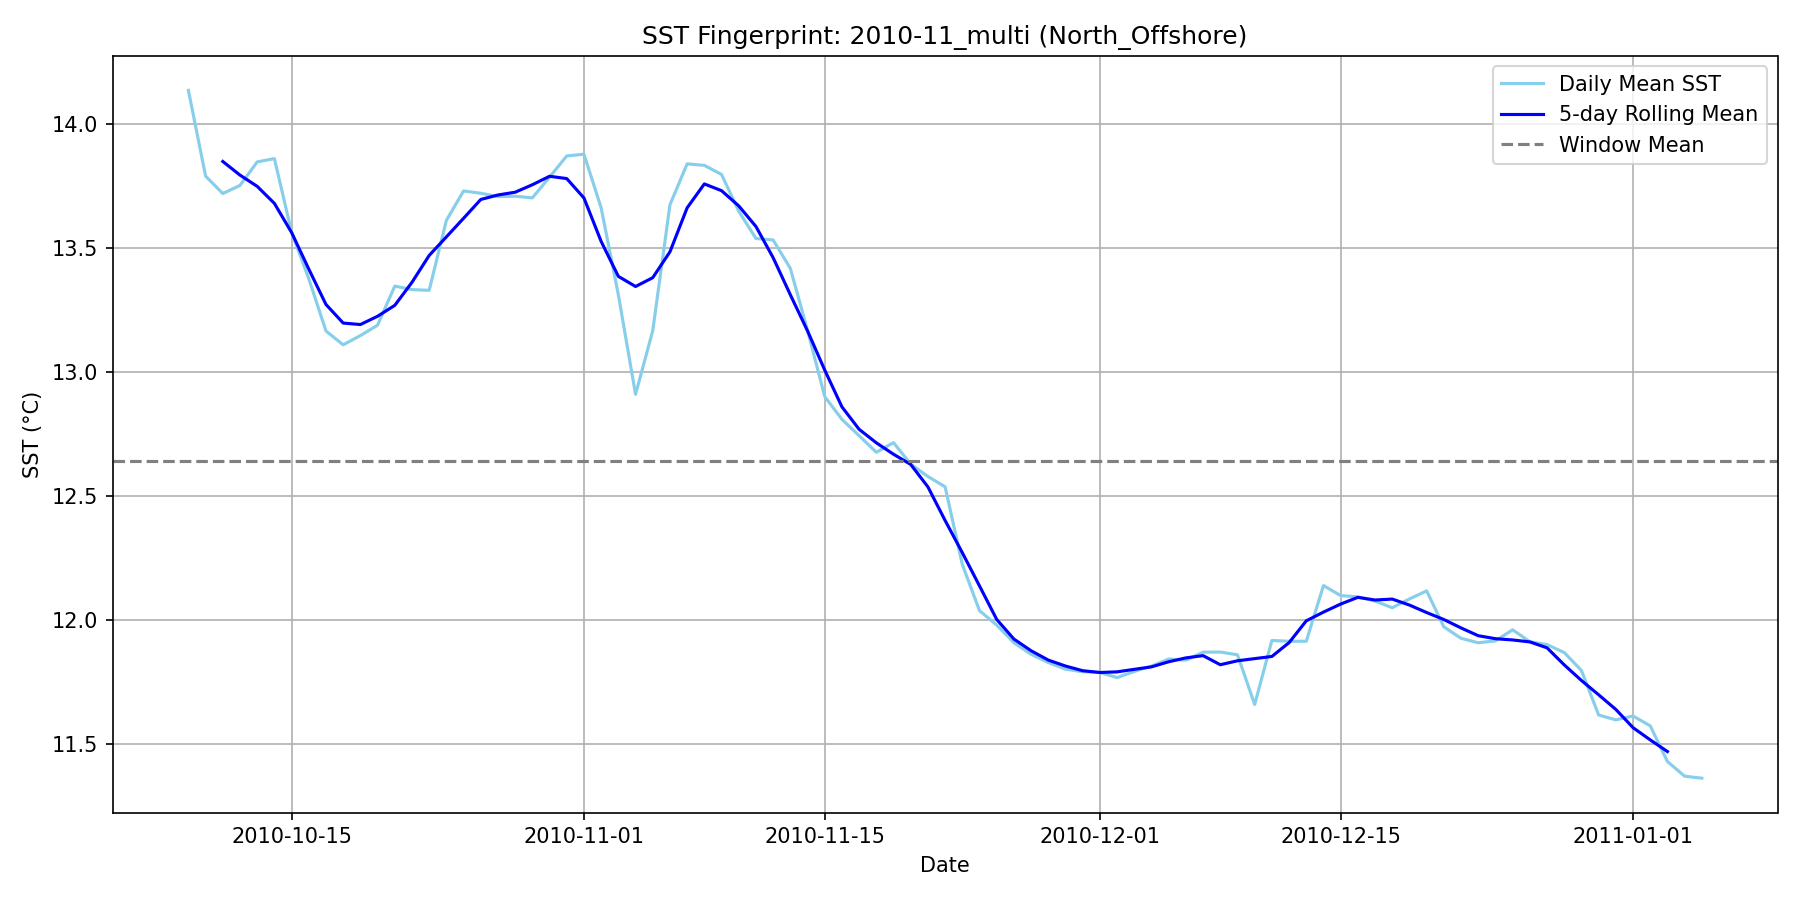 SST Fingerprint: 2010-11_multi (North_Offshore)
Daily Mean SST
5-day Rolling Mean
Window Mean
14.0
13.5
13.0
12.5
12.0
11.5
SST (°C)
2010-10-15 2010-11-01 2010-11-15 2010-12-01 2010-12-15 2011-01-01
Date